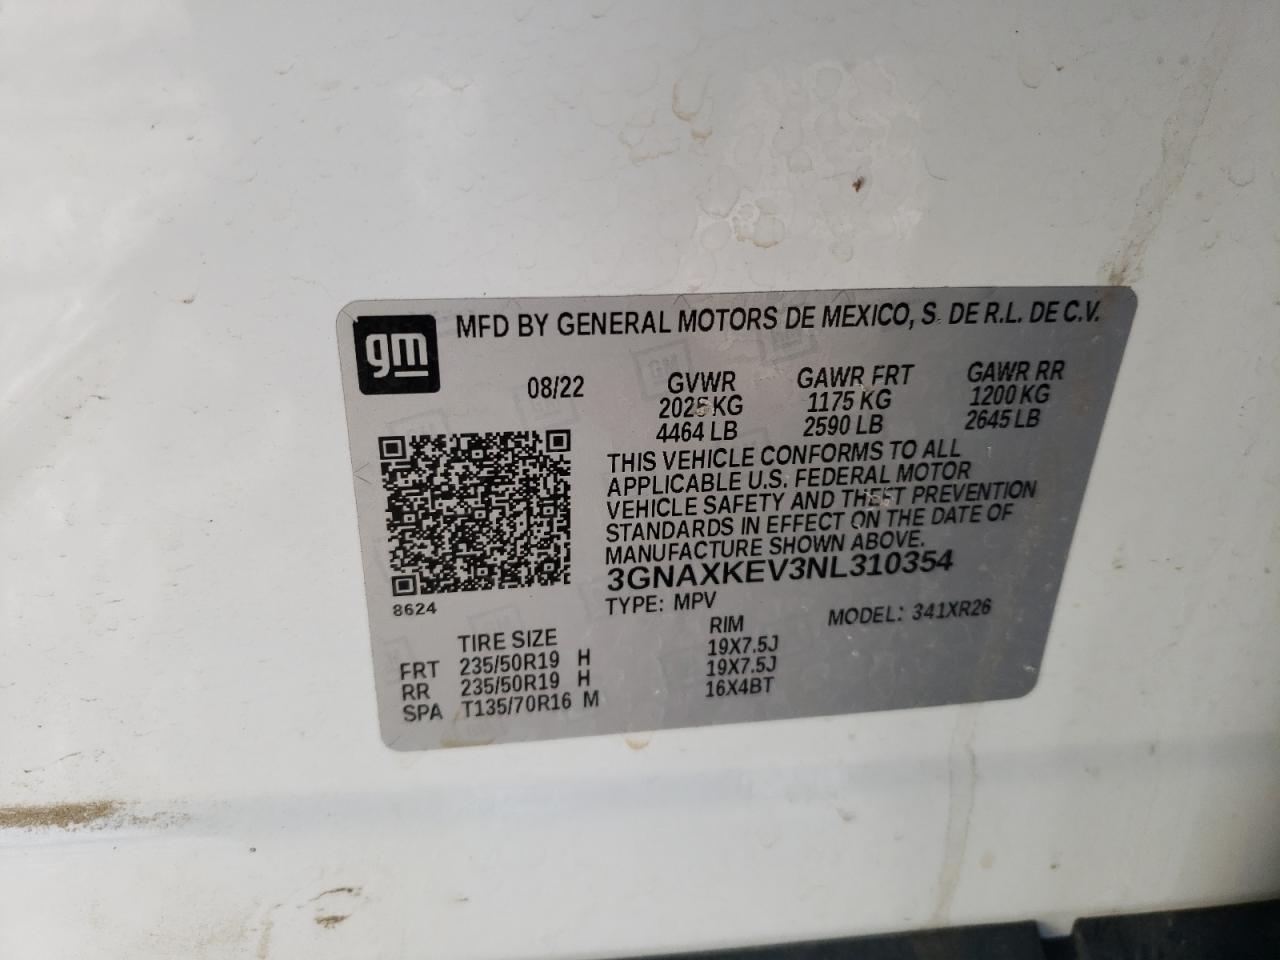 gm
MFD BY GENERAL MOTORS DE MEXICO, S. DE R.L. DE C.V.
08/22 GVWR GAWR FRT GAWR RR
2025 KG 1175 KG 1200 KG
4464 LB 2590 LB 2645 LB
THIS VEHICLE CONFORMS TO ALL
APPLICABLE U.S. FEDERAL MOTOR
VEHICLE SAFETY AND THEFT PREVENTION
STANDARDS IN EFFECT ON THE DATE OF
MANUFACTURE SHOWN ABOVE.
3GNAXKEV3NL310354
8624
TYPE: MPV MODEL: 341XR26
TIRE SIZE RIM
FRT 235/50R19 H 19X7.5J
RR 235/50R19 H 19X7.5J
SPA T135/70R16 M 16X4BT